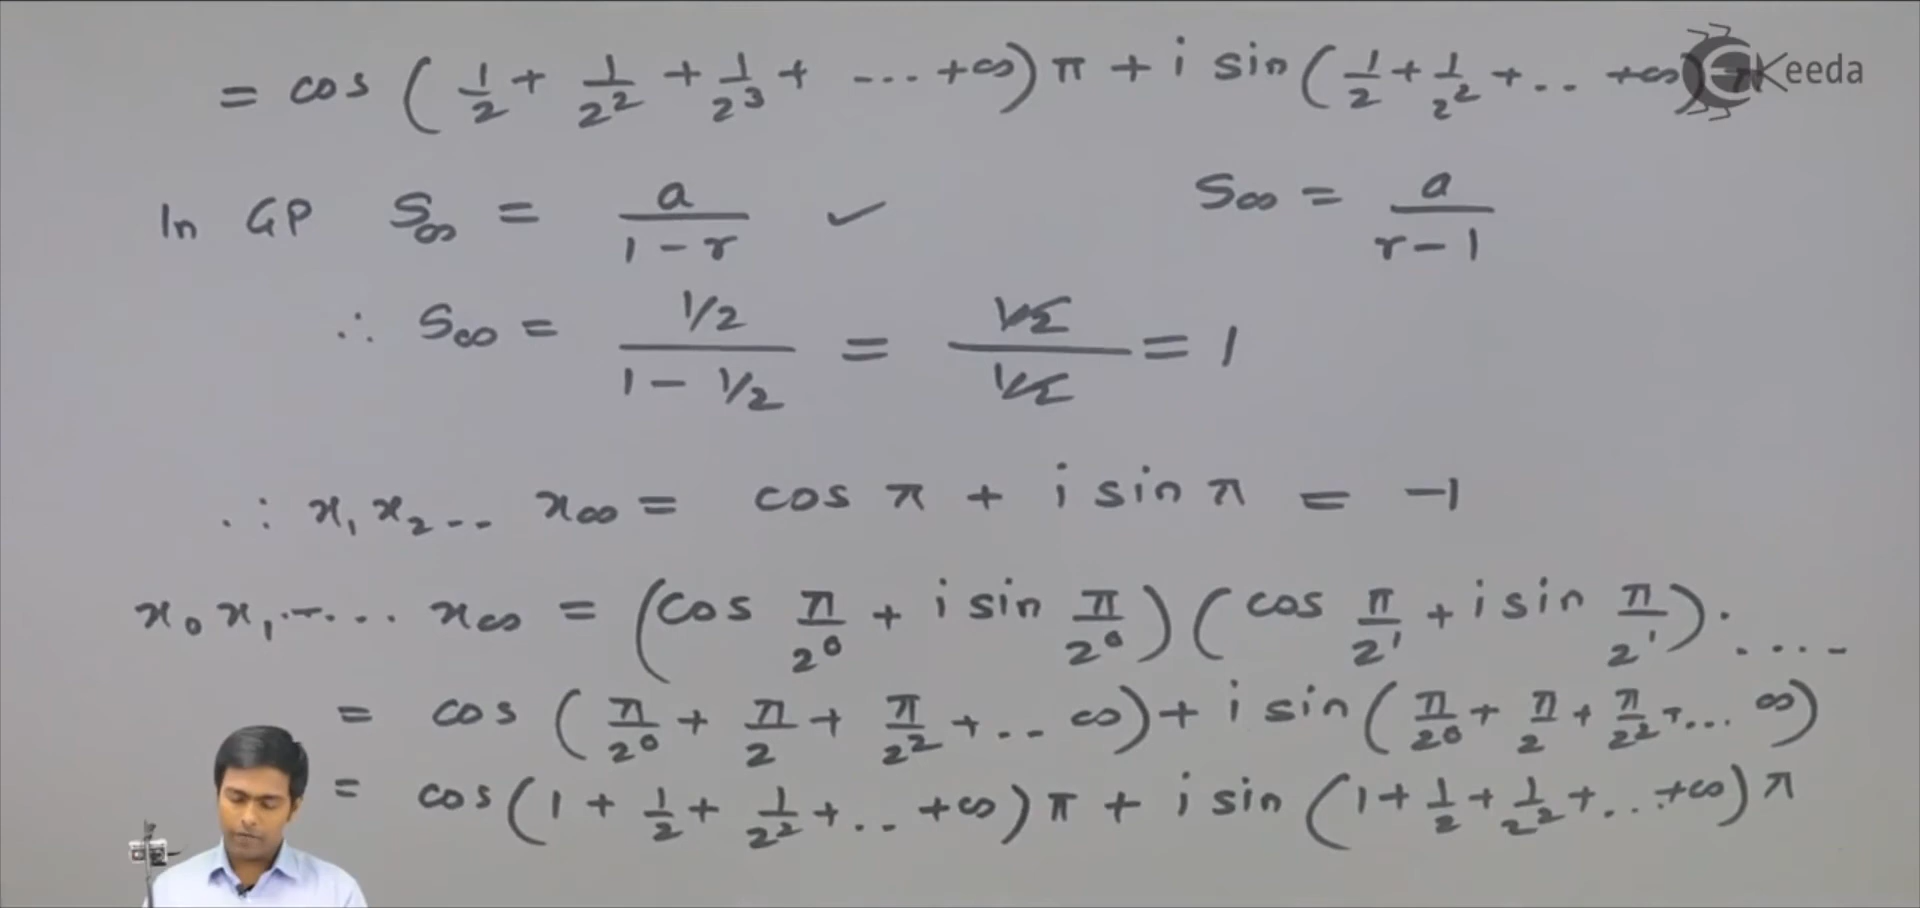 = cos (1/2 + 1/2² + 1/2³ + ... +∞) π + i sin (1/2 + 1/2² + .. +∞) π
Keeda
In GP S∞ = a/(1-r) ✓ S∞ = a/(r-1)
∴ S∞ = (1/2)/(1 - 1/2) = (1/2)/(1/2) = 1
∴ x₁ x₂ -- x∞ = cos π + i sin π = -1
x₀ x₁ ..... x∞ = (cos π/2⁰ + i sin π/2⁰) (cos π/2¹ + i sin π/2¹) . ....
= cos (π/2⁰ + π/2 + π/2² + ... ∞) + i sin (π/2⁰ + π/2 + π/2² + ... ∞)
= cos (1 + 1/2 + 1/2² + .. +∞) π + i sin (1 + 1/2 + 1/2² + .. +∞) π